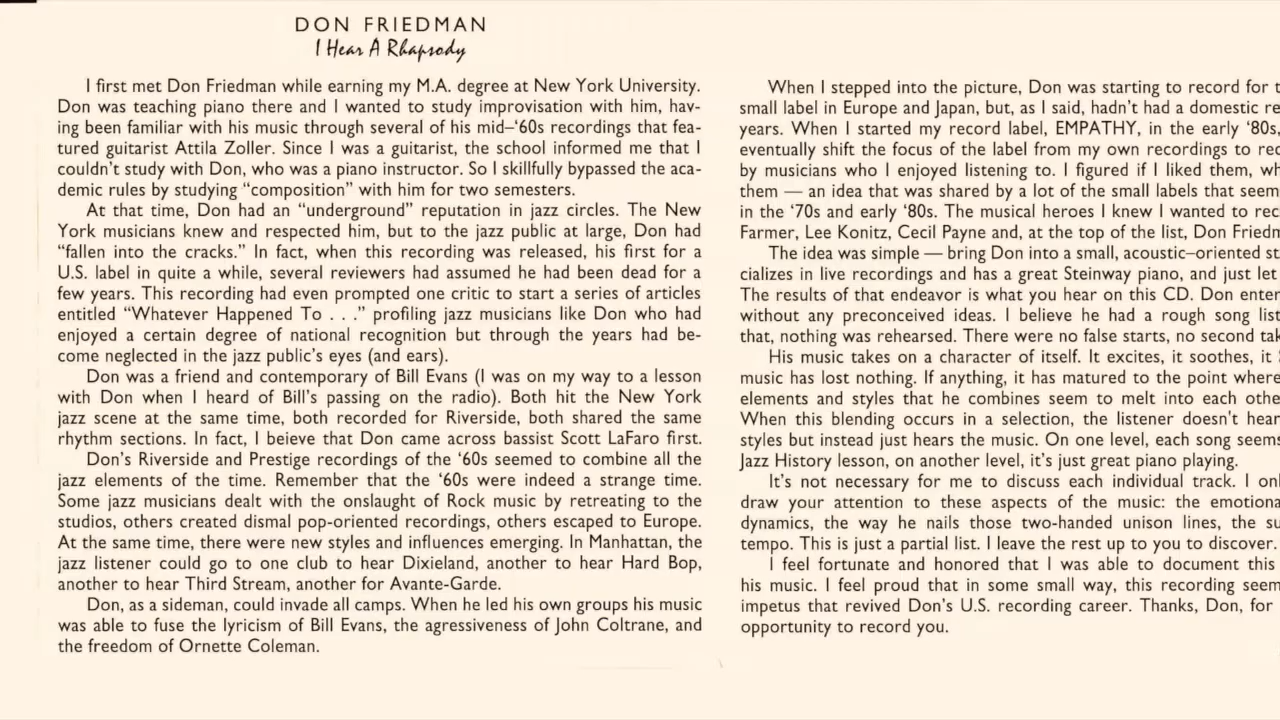 DON FRIEDMAN
I Hear A Rhapsody
I first met Don Friedman while earning my M.A. degree at New York University.
Don was teaching piano there and I wanted to study improvisation with him, hav-
ing been familiar with his music through several of his mid–‘60s recordings that fea-
tured guitarist Attila Zoller. Since I was a guitarist, the school informed me that I
couldn’t study with Don, who was a piano instructor. So I skillfully bypassed the aca-
demic rules by studying “composition” with him for two semesters.
At that time, Don had an “underground” reputation in jazz circles. The New
York musicians knew and respected him, but to the jazz public at large, Don had
“fallen into the cracks.” In fact, when this recording was released, his first for a
U.S. label in quite a while, several reviewers had assumed he had been dead for a
few years. This recording had even prompted one critic to start a series of articles
entitled “Whatever Happened To . . .” profiling jazz musicians like Don who had
enjoyed a certain degree of national recognition but through the years had be-
come neglected in the jazz public’s eyes (and ears).
Don was a friend and contemporary of Bill Evans (I was on my way to a lesson
with Don when I heard of Bill’s passing on the radio). Both hit the New York
jazz scene at the same time, both recorded for Riverside, both shared the same
rhythm sections. In fact, I beieve that Don came across bassist Scott LaFaro first.
Don’s Riverside and Prestige recordings of the ‘60s seemed to combine all the
jazz elements of the time. Remember that the ‘60s were indeed a strange time.
Some jazz musicians dealt with the onslaught of Rock music by retreating to the
studios, others created dismal pop-oriented recordings, others escaped to Europe.
At the same time, there were new styles and influences emerging. In Manhattan, the
jazz listener could go to one club to hear Dixieland, another to hear Hard Bop,
another to hear Third Stream, another for Avante-Garde.
Don, as a sideman, could invade all camps. When he led his own groups his music
was able to fuse the lyricism of Bill Evans, the agressiveness of John Coltrane, and
the freedom of Ornette Coleman.
When I stepped into the picture, Don was starting to record for
small label in Europe and Japan, but, as I said, hadn’t had a domestic re
years. When I started my record label, EMPATHY, in the early ‘80s,
eventually shift the focus of the label from my own recordings to rec
by musicians who I enjoyed listening to. I figured if I liked them, wh
them — an idea that was shared by a lot of the small labels that seem
in the ‘70s and early ‘80s. The musical heroes I knew I wanted to rec
Farmer, Lee Konitz, Cecil Payne and, at the top of the list, Don Friedm
The idea was simple — bring Don into a small, acoustic–oriented st
cializes in live recordings and has a great Steinway piano, and just let
The results of that endeavor is what you hear on this CD. Don enter
without any preconceived ideas. I believe he had a rough song list
that, nothing was rehearsed. There were no false starts, no second tak
His music takes on a character of itself. It excites, it soothes, it
music has lost nothing. If anything, it has matured to the point where
elements and styles that he combines seem to melt into each othe
When this blending occurs in a selection, the listener doesn't hear
styles but instead just hears the music. On one level, each song seems
Jazz History lesson, on another level, it’s just great piano playing.
It’s not necessary for me to discuss each individual track. I onl
draw your attention to these aspects of the music: the emotiona
dynamics, the way he nails those two-handed unison lines, the su
tempo. This is just a partial list. I leave the rest up to you to discover.
I feel fortunate and honored that I was able to document this
his music. I feel proud that in some small way, this recording seem
impetus that revived Don’s U.S. recording career. Thanks, Don, for
opportunity to record you.